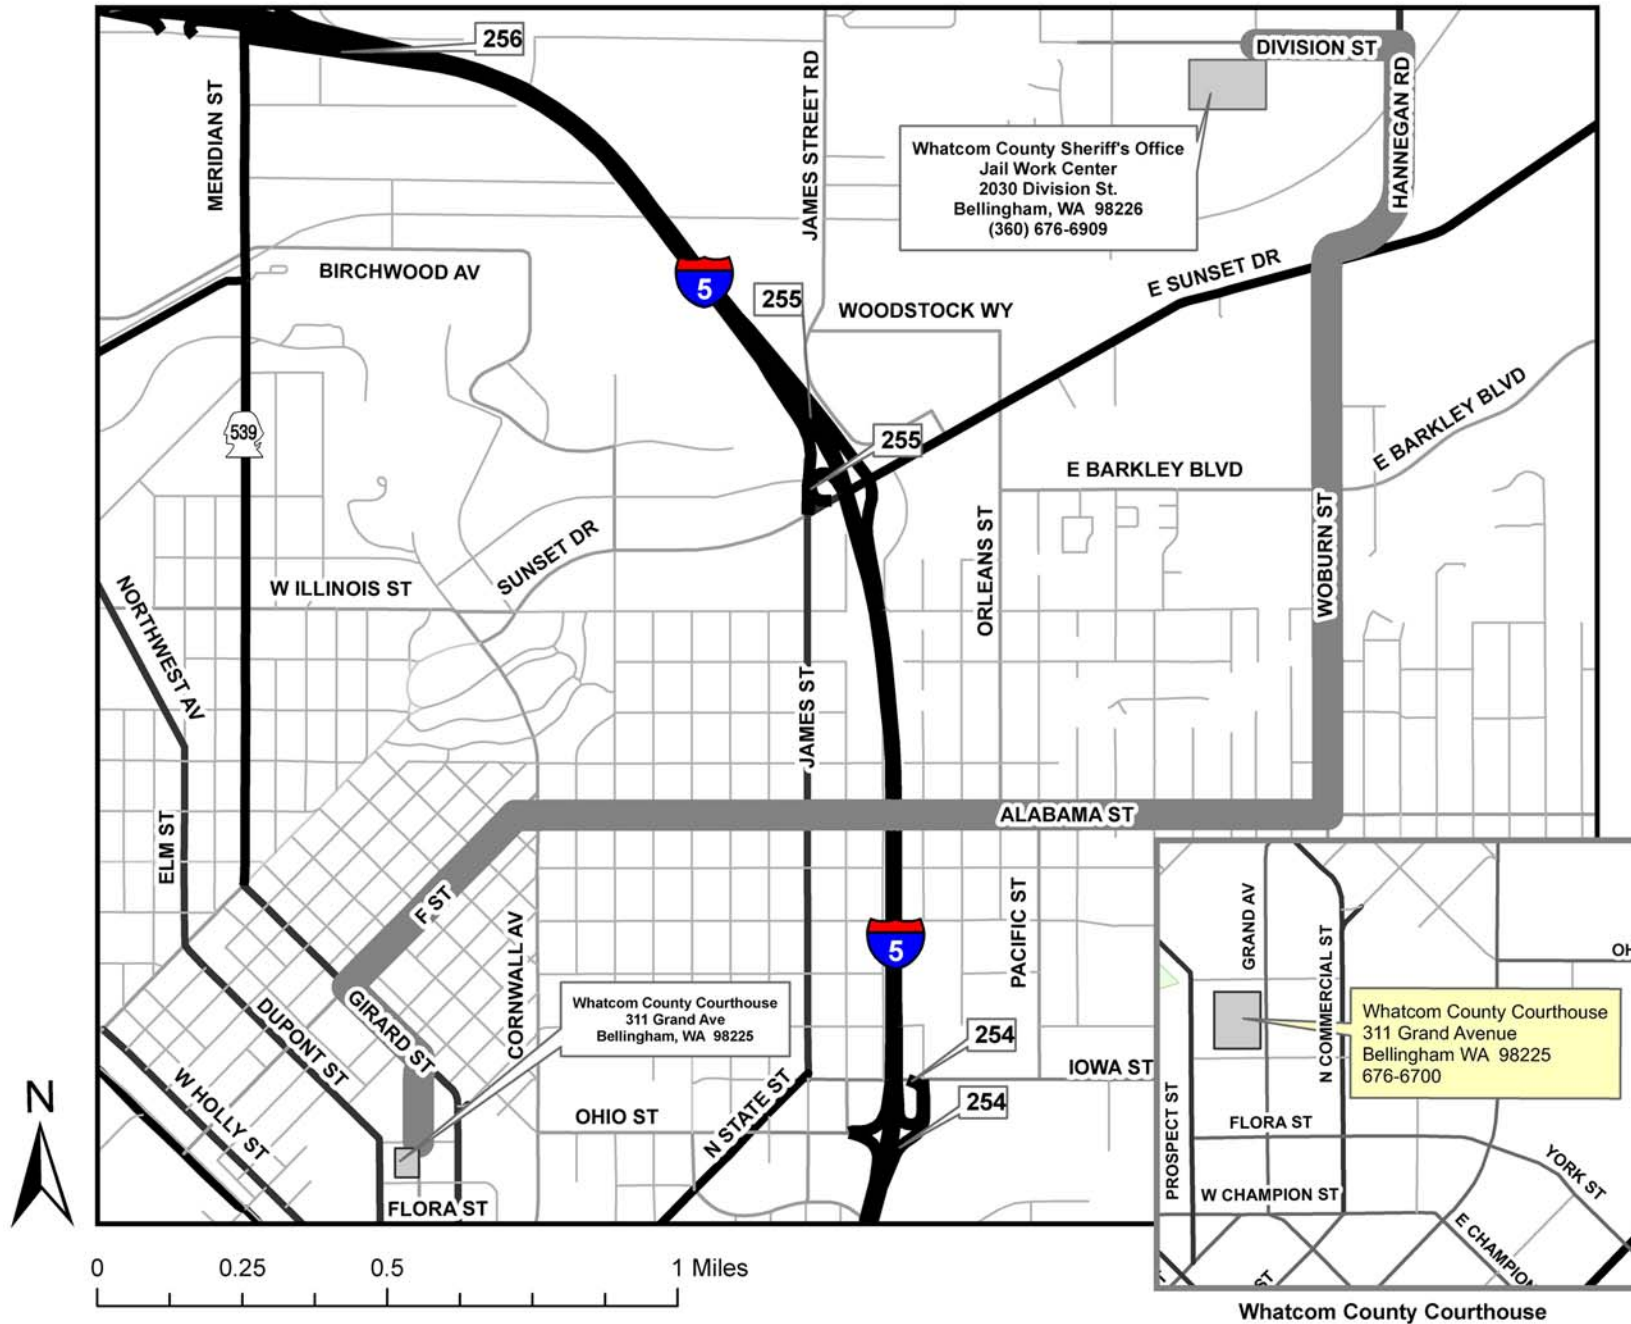 256
DIVISION ST
MERIDIAN ST
JAMES STREET RD
HANNEGAN RD
Whatcom County Sheriff's Office
Jail Work Center
2030 Division St.
Bellingham, WA 98226
(360) 676-6909
BIRCHWOOD AV
5
255
WOODSTOCK WY
E SUNSET DR
539
255
E BARKLEY BLVD
E BARKLEY BLVD
SUNSET DR
ORLEANS ST
WOBURN ST
W ILLINOIS ST
NORTHWEST AV
JAMES ST
ALABAMA ST
ELM ST
F ST
CORNWALL AV
5
PACIFIC ST
GIRARD ST
DUPONT ST
Whatcom County Courthouse
311 Grand Ave
Bellingham, WA 98225
254
IOWA ST
254
W HOLLY ST
OHIO ST
N STATE ST
FLORA ST
N
0 0.25 0.5 1 Miles
GRAND AV
N COMMERCIAL ST
OH
Whatcom County Courthouse
311 Grand Avenue
Bellingham WA 98225
676-6700
PROSPECT ST
FLORA ST
YORK ST
W CHAMPION ST
E CHAMPION
ST
T
Whatcom County Courthouse